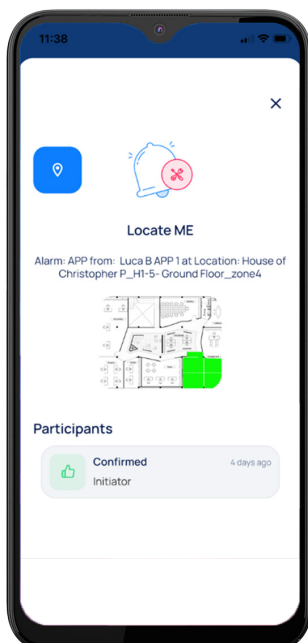 11:38
Locate ME
Alarm: APP from: Luca B APP 1 at Location: House of
Christopher P_H1-5- Ground Floor_zone4
Participants
Confirmed
4 days ago
Initiator